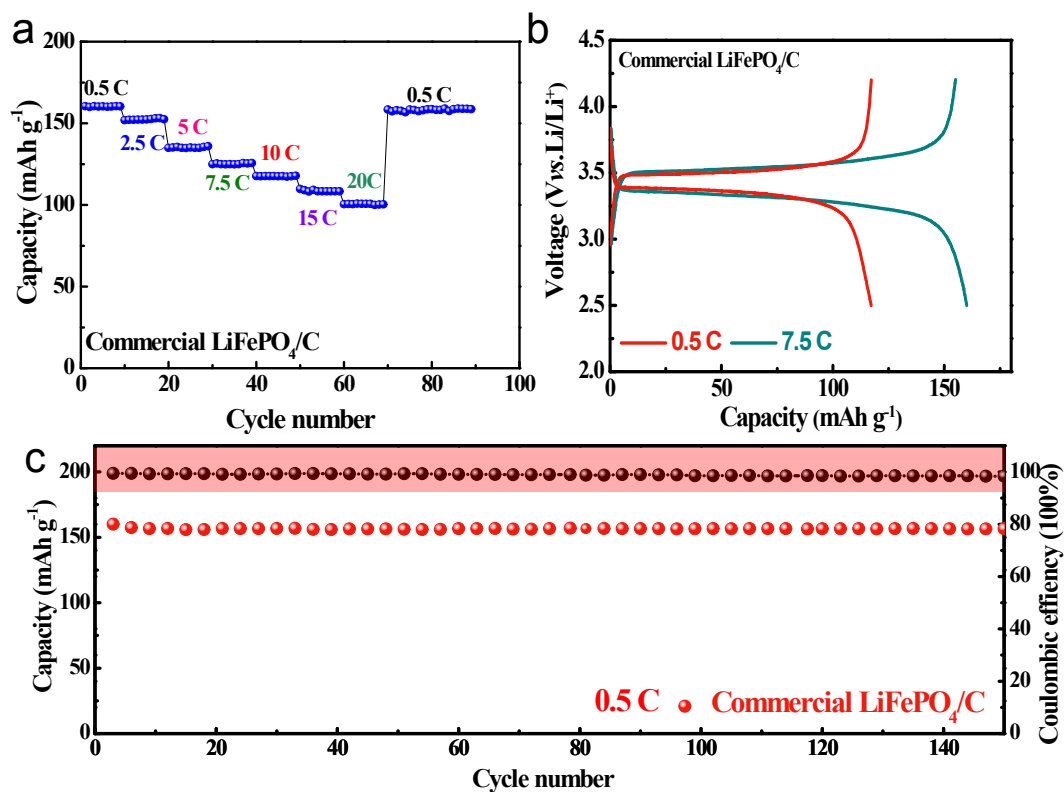 a
Capacity (mAh g-1)
200
150
100
50
0
0.5 C
2.5 C
5 C
7.5 C
10 C
15 C
20C
0.5 C
Commercial LiFePO4/C
0 20 40 60 80 100
Cycle number
b
Voltage (V vs.Li/Li+)
4.5
4.0
3.5
3.0
2.5
2.0
Commercial LiFePO4/C
0.5 C 7.5 C
0 50 100 150
Capacity (mAh g-1)
c
Capacity (mAh g-1)
200
150
100
50
0
100
80
60
40
20
0
Coulombic effiency (100%)
0.5 C Commercial LiFePO4/C
0 20 40 60 80 100 120 140
Cycle number